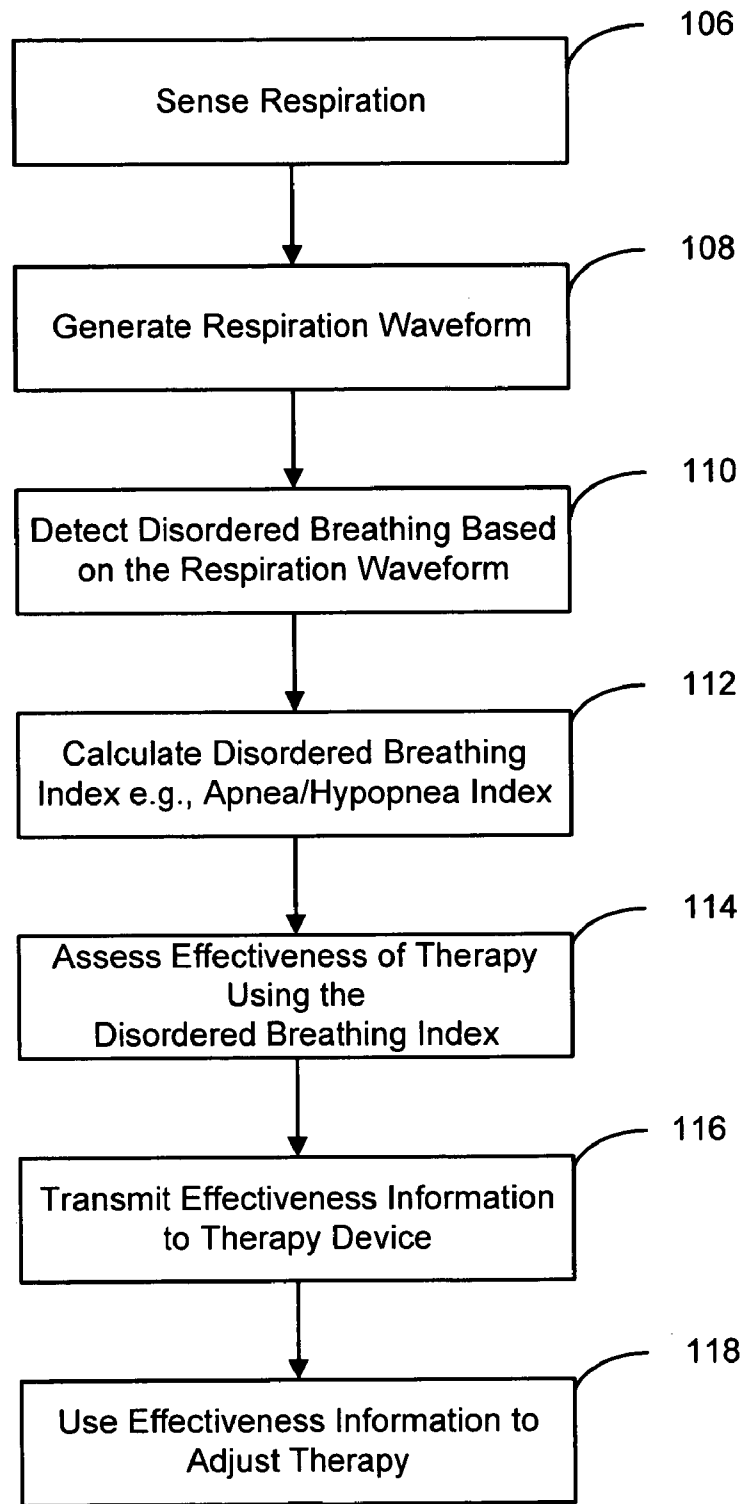 106
Sense Respiration
108
Generate Respiration Waveform
110
Detect Disordered Breathing Based
on the Respiration Waveform
112
Calculate Disordered Breathing
Index e.g., Apnea/Hypopnea Index
114
Assess Effectiveness of Therapy
Using the
Disordered Breathing Index
116
Transmit Effectiveness Information
to Therapy Device
118
Use Effectiveness Information to
Adjust Therapy